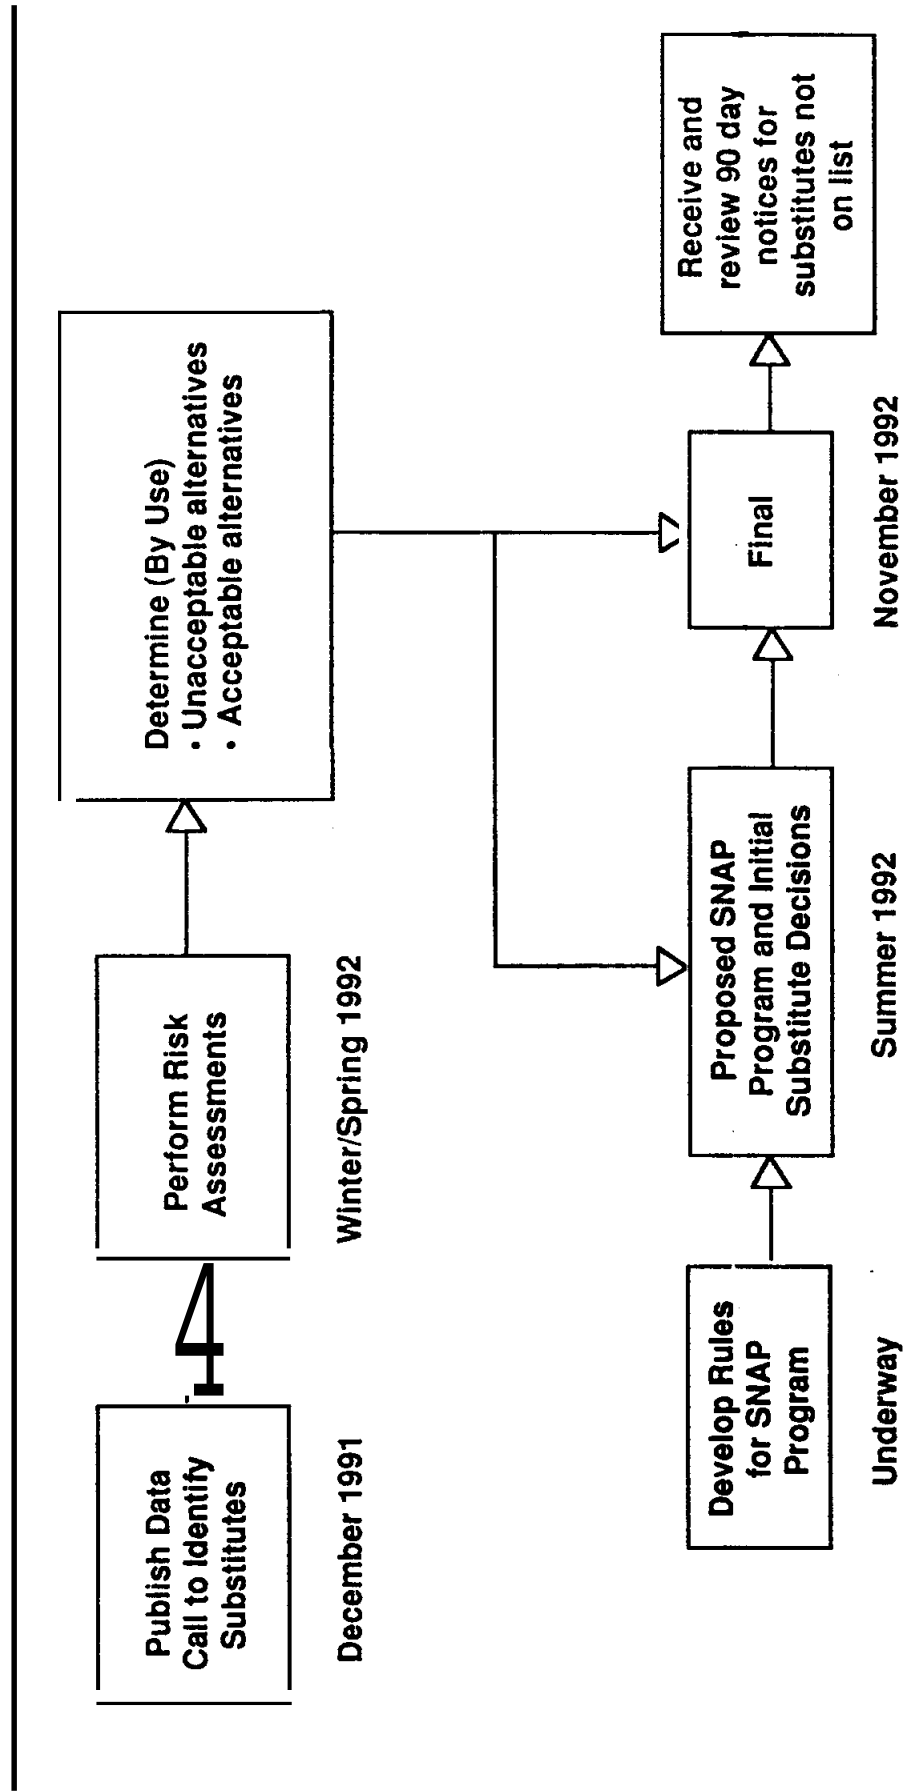 Publish Data
Call to Identify
Substitutes
December 1991
4
Perform Risk
Assessments
Winter/Spring 1992
Determine (By Use)
• Unacceptable alternatives
• Acceptable alternatives
Develop Rules
for SNAP
Program
Underway
Proposed SNAP
Program and Initial
Substitute Decisions
Summer 1992
Final
November 1992
Receive and
review 90 day
notices for
substitutes not
on list